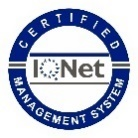 CERTIFIED
IQNet
MANAGEMENT SYSTEM